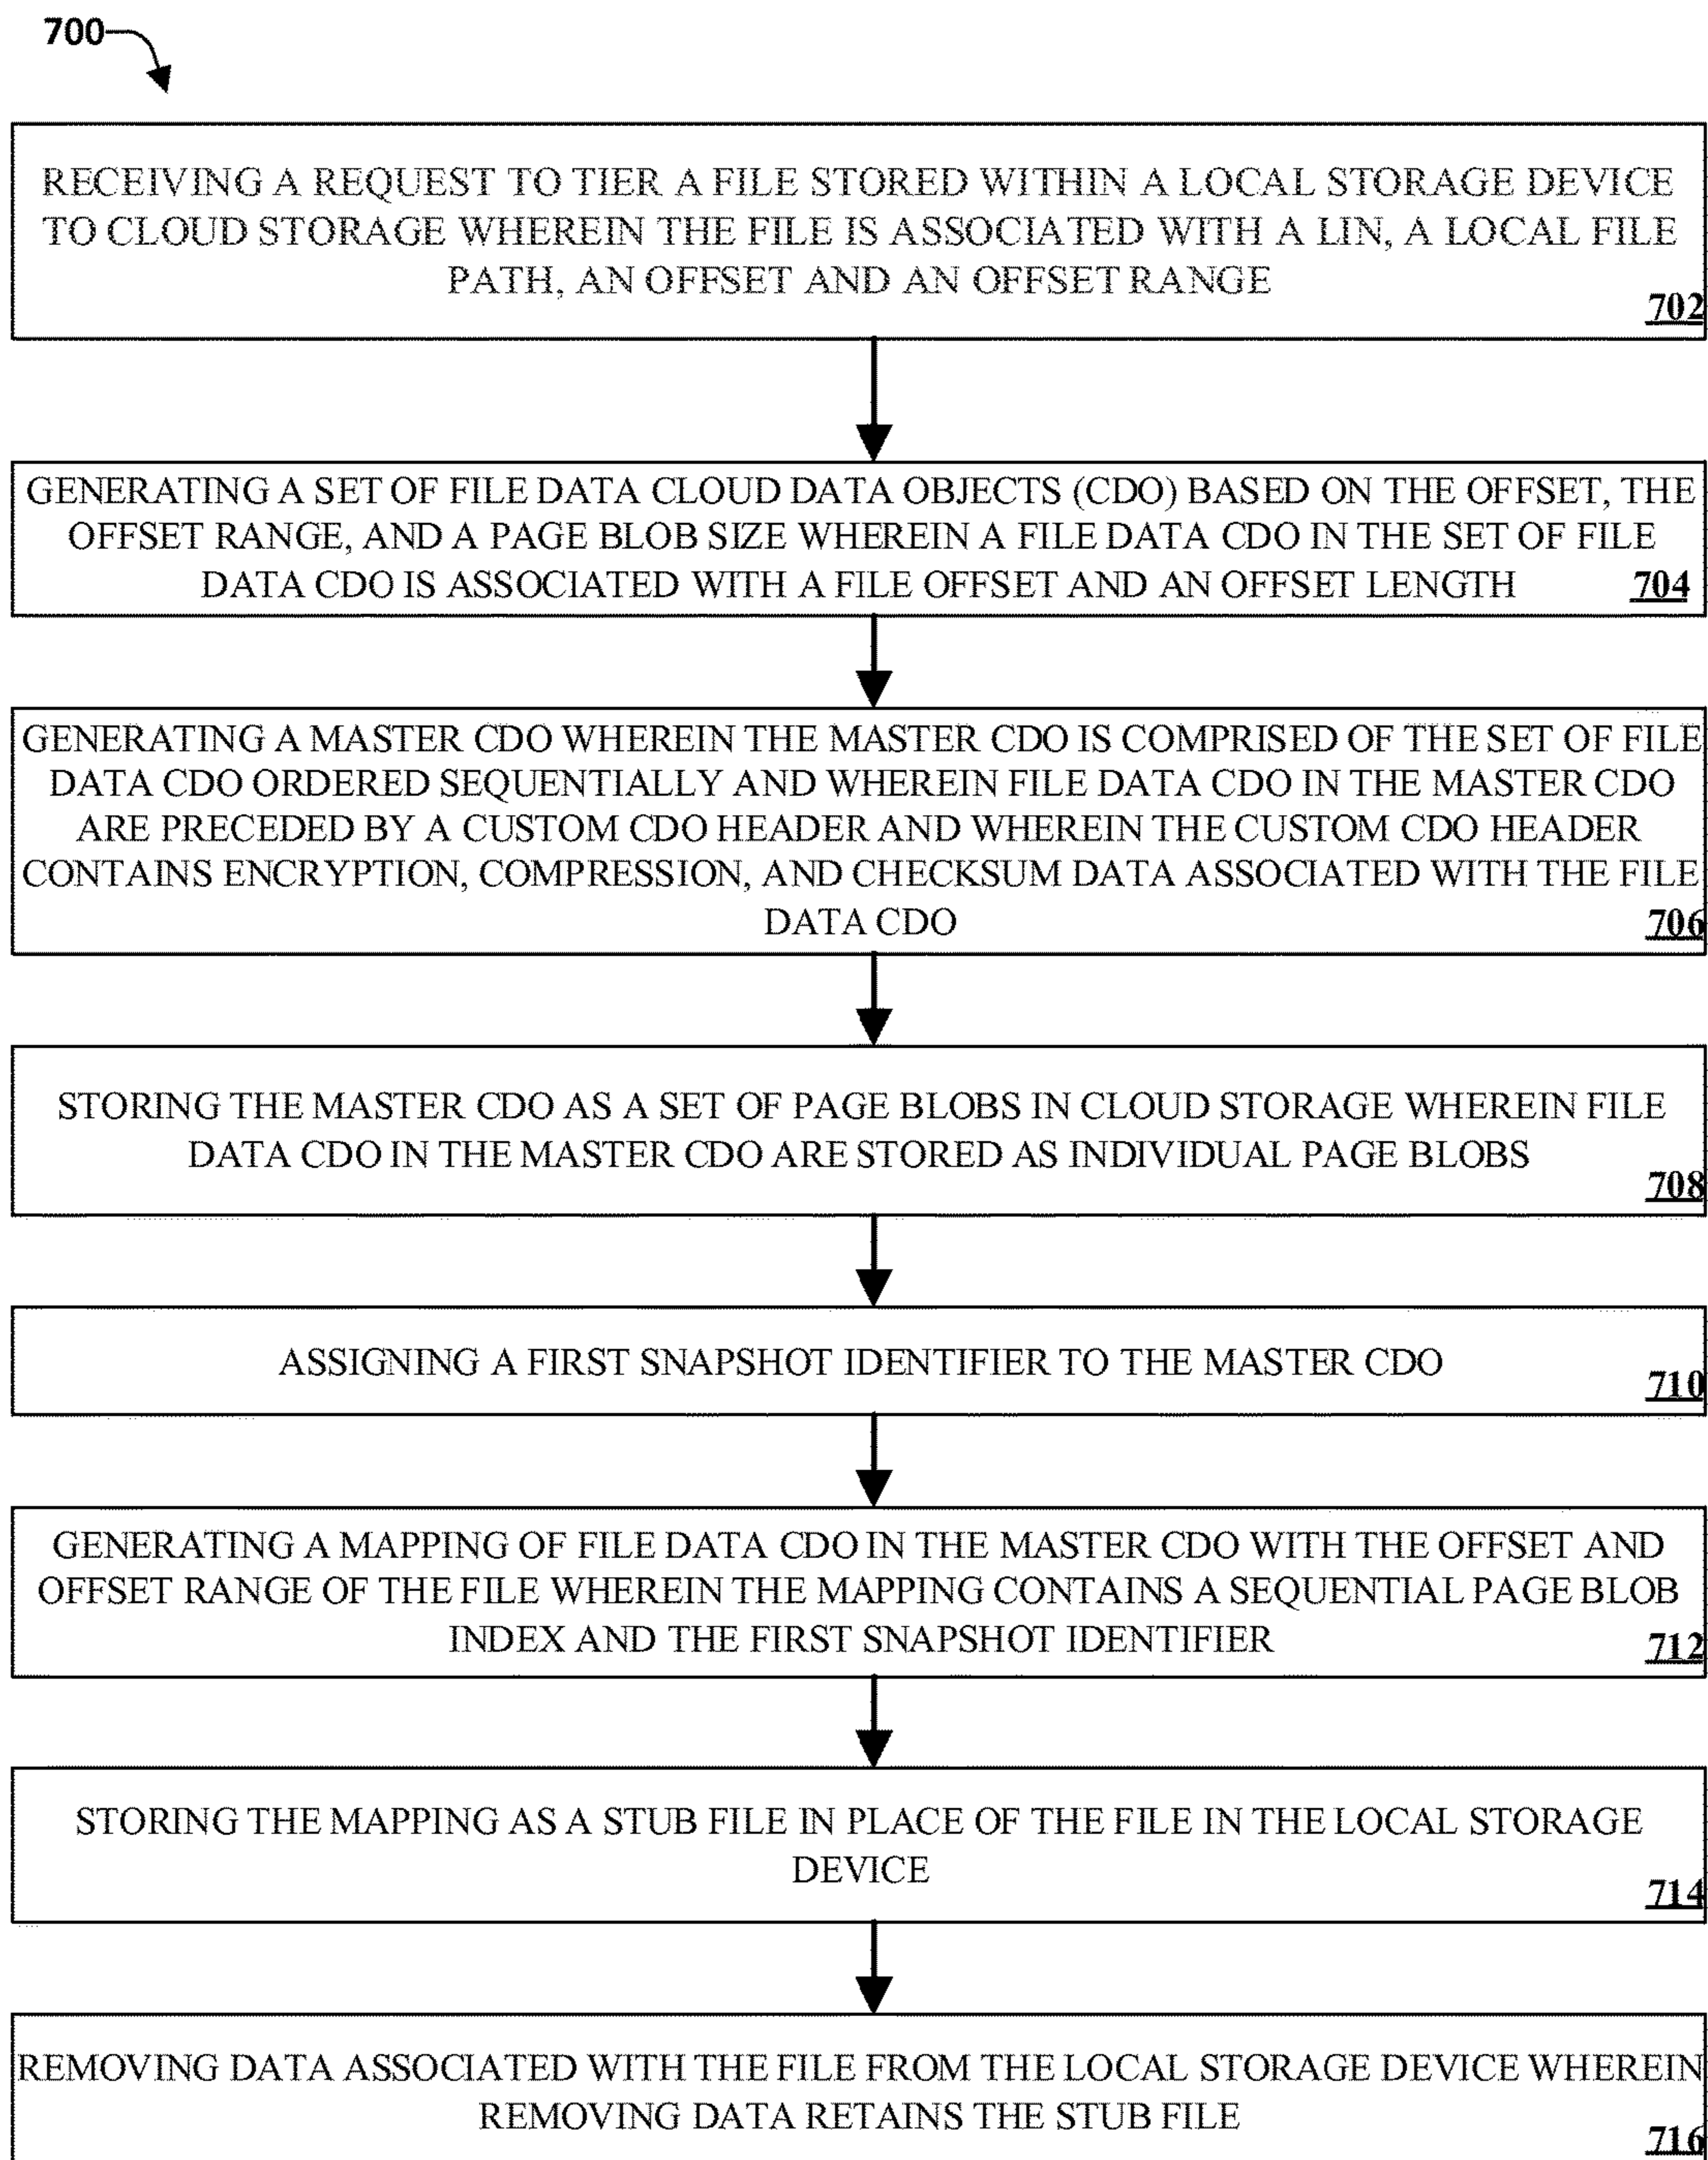 700
RECEIVING A REQUEST TO TIER A FILE STORED WITHIN A LOCAL STORAGE DEVICE
TO CLOUD STORAGE WHEREIN THE FILE IS ASSOCIATED WITH A LIN, A LOCAL FILE
PATH, AN OFFSET AND AN OFFSET RANGE
702
GENERATING A SET OF FILE DATA CLOUD DATA OBJECTS (CDO) BASED ON THE OFFSET, THE
OFFSET RANGE, AND A PAGE BLOB SIZE WHEREIN A FILE DATA CDO IN THE SET OF FILE
DATA CDO IS ASSOCIATED WITH A FILE OFFSET AND AN OFFSET LENGTH 704
GENERATING A MASTER CDO WHEREIN THE MASTER CDO IS COMPRISED OF THE SET OF FILE
DATA CDO ORDERED SEQUENTIALLY AND WHEREIN FILE DATA CDO IN THE MASTER CDO
ARE PRECEDED BY A CUSTOM CDO HEADER AND WHEREIN THE CUSTOM CDO HEADER
CONTAINS ENCRYPTION, COMPRESSION, AND CHECKSUM DATA ASSOCIATED WITH THE FILE
DATA CDO 706
STORING THE MASTER CDO AS A SET OF PAGE BLOBS IN CLOUD STORAGE WHEREIN FILE
DATA CDO IN THE MASTER CDO ARE STORED AS INDIVIDUAL PAGE BLOBS
708
ASSIGNING A FIRST SNAPSHOT IDENTIFIER TO THE MASTER CDO
710
GENERATING A MAPPING OF FILE DATA CDO IN THE MASTER CDO WITH THE OFFSET AND
OFFSET RANGE OF THE FILE WHEREIN THE MAPPING CONTAINS A SEQUENTIAL PAGE BLOB
INDEX AND THE FIRST SNAPSHOT IDENTIFIER 712
STORING THE MAPPING AS A STUB FILE IN PLACE OF THE FILE IN THE LOCAL STORAGE
DEVICE
714
REMOVING DATA ASSOCIATED WITH THE FILE FROM THE LOCAL STORAGE DEVICE WHEREIN
REMOVING DATA RETAINS THE STUB FILE
716